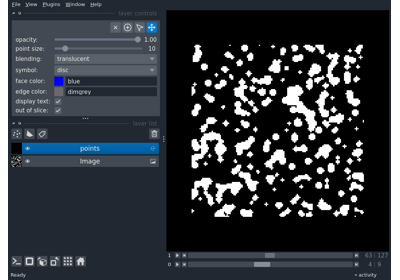 File View Plugins Window Help
layer controls
opacity: 1.00
point size: 10
blending: translucent
symbol: disc
face color: blue
edge color: dimgrey
display text:
out of slice:
layer list
points
Image
1 63 127
0 4 9
Ready
activity